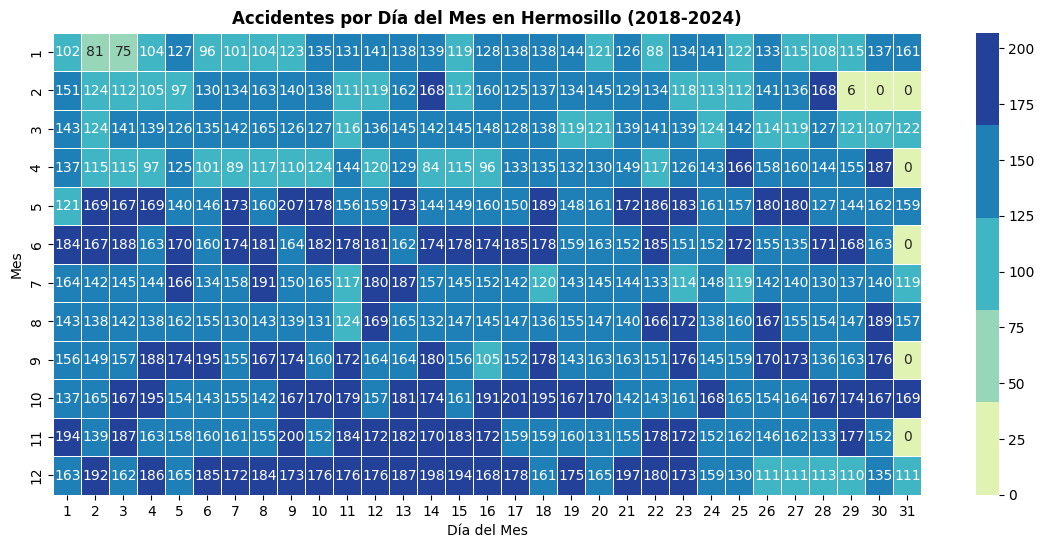 Accidentes por Día del Mes en Hermosillo (2018-2024)
1 102 81 75 104 127 96 101 104 123 135 131 141 138 139 119 128 138 138 144 121 126 88 134 141 122 133 115 108 115 137 161
2 151 124 112 105 97 130 134 163 140 138 111 119 162 168 112 160 125 137 134 145 129 134 118 113 112 141 136 168 6 0 0
3 143 124 141 139 126 135 142 165 126 127 116 136 145 142 145 148 128 138 119 121 139 141 139 124 142 114 119 127 121 107 122
4 137 115 115 97 125 101 89 117 110 124 144 120 129 84 115 96 133 135 132 130 149 117 126 143 166 158 160 144 155 187 0
5 121 169 167 169 140 146 173 160 207 178 156 159 173 144 149 160 150 189 148 161 172 186 183 161 157 180 180 127 144 162 159
6 184 167 188 163 170 160 174 181 164 182 178 181 162 174 178 174 185 178 159 163 152 185 151 152 172 155 135 171 168 163 0
7 164 142 145 144 166 134 158 191 150 165 117 180 187 157 145 152 142 120 143 145 144 133 114 148 119 142 140 130 137 140 119
8 143 138 142 138 162 155 130 143 139 131 124 169 165 132 147 145 147 136 155 147 140 166 172 138 160 167 155 154 147 189 157
9 156 149 157 188 174 195 155 167 174 160 172 164 164 180 156 105 152 178 143 163 163 151 176 145 159 170 173 136 163 176 0
10 137 165 167 195 154 143 155 142 167 170 179 157 181 174 161 191 201 195 167 170 142 143 161 168 165 154 164 167 174 167 169
11 194 139 187 163 158 160 161 155 200 152 184 172 182 170 183 172 159 159 160 131 155 178 172 152 162 146 162 133 177 152 0
12 163 192 162 186 165 185 172 184 173 176 176 176 187 198 194 168 178 161 175 165 197 180 173 159 130 111 111 113 110 135 111
1 2 3 4 5 6 7 8 9 10 11 12 13 14 15 16 17 18 19 20 21 22 23 24 25 26 27 28 29 30 31
Día del Mes
Mes
200
175
150
125
100
75
50
25
0